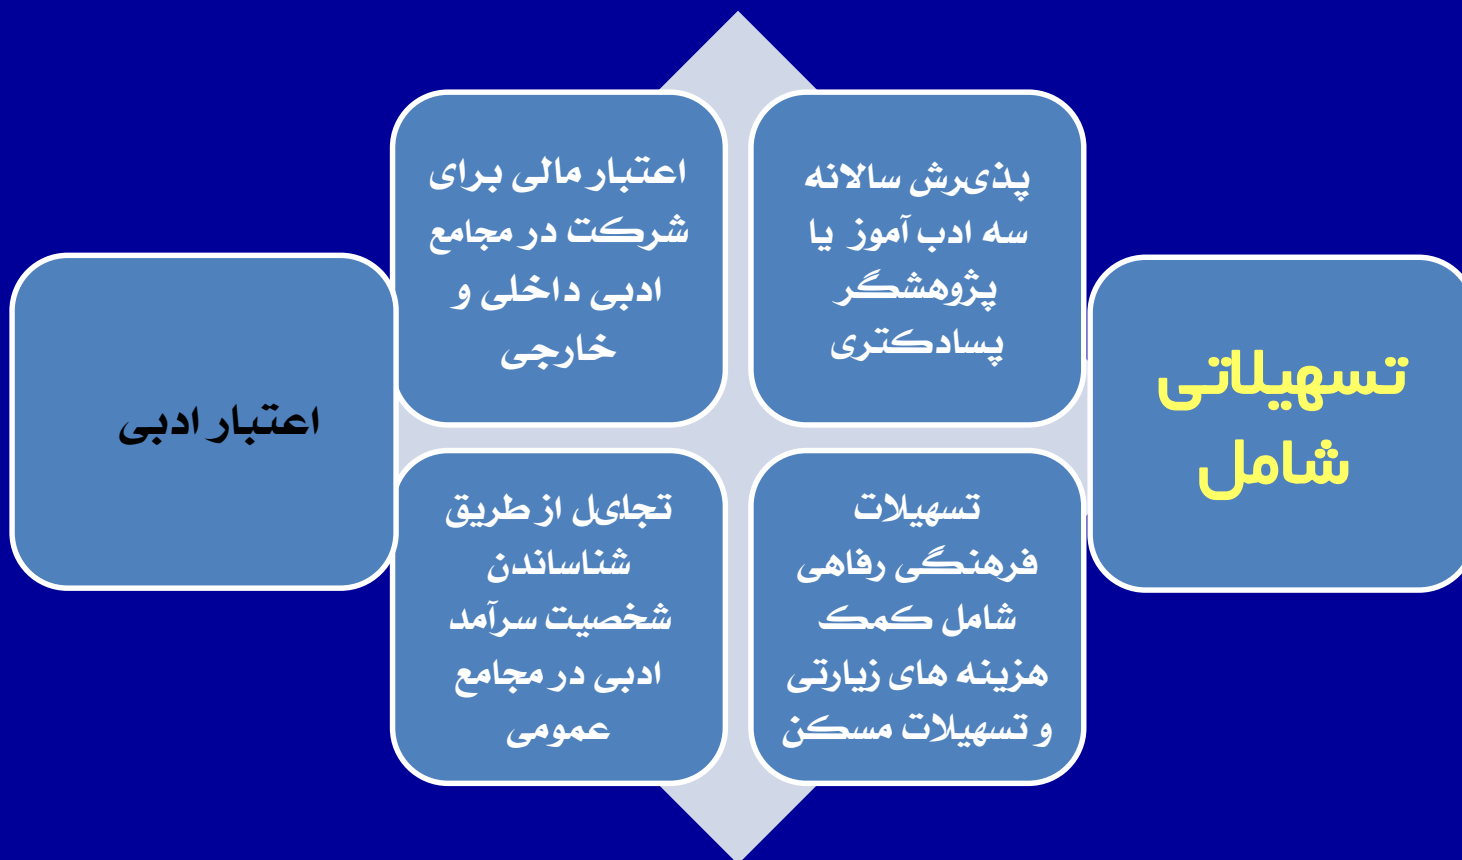 تسهیلاتی
شامل
پذیرش سالانه
سه ادب آموز یا
پژوهشگر
پسادکتری
اعتبار مالی برای
شرکت در مجامع
ادبی داخلی و
خارجی
تسهیلات
فرهنگی رفاهی
شامل کمک
هزینه های زیارتی
و تسهیلات مسکن
تجلیل از طریق
شناساندن
شخصیت سرآمد
ادبی در مجامع
عمومی
اعتبار ادبی